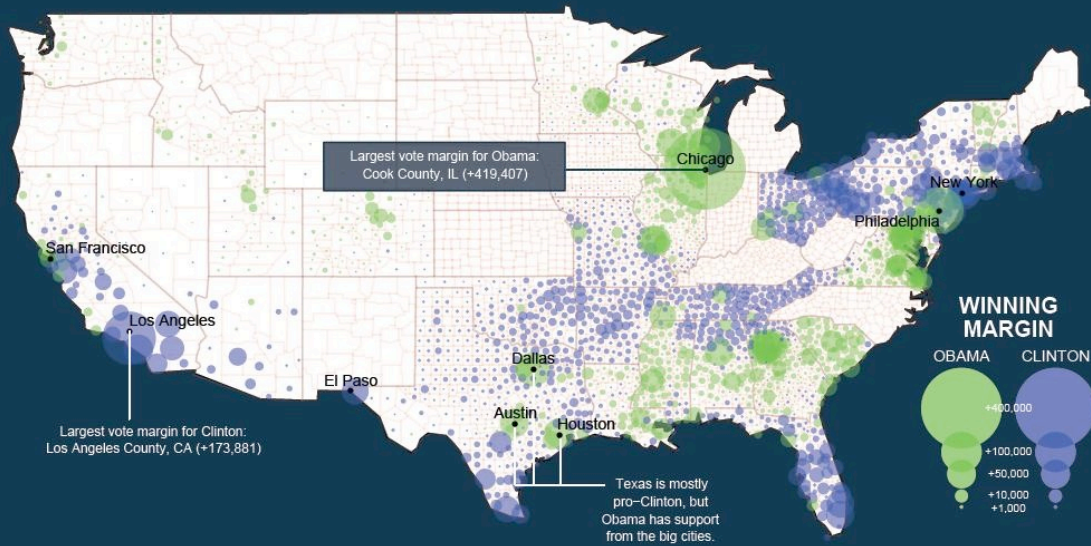 Largest vote margin for Obama:
Cook County, IL (+419,407)
Chicago
New York
Philadelphia
San Francisco
Los Angeles
El Paso
Dallas
Austin
Houston
Largest vote margin for Clinton:
Los Angeles County, CA (+173,881)
Texas is mostly
pro-Clinton, but
Obama has support
from the big cities.
WINNING
MARGIN
OBAMA CLINTON
+400,000
+100,000
+50,000
+10,000
+1,000